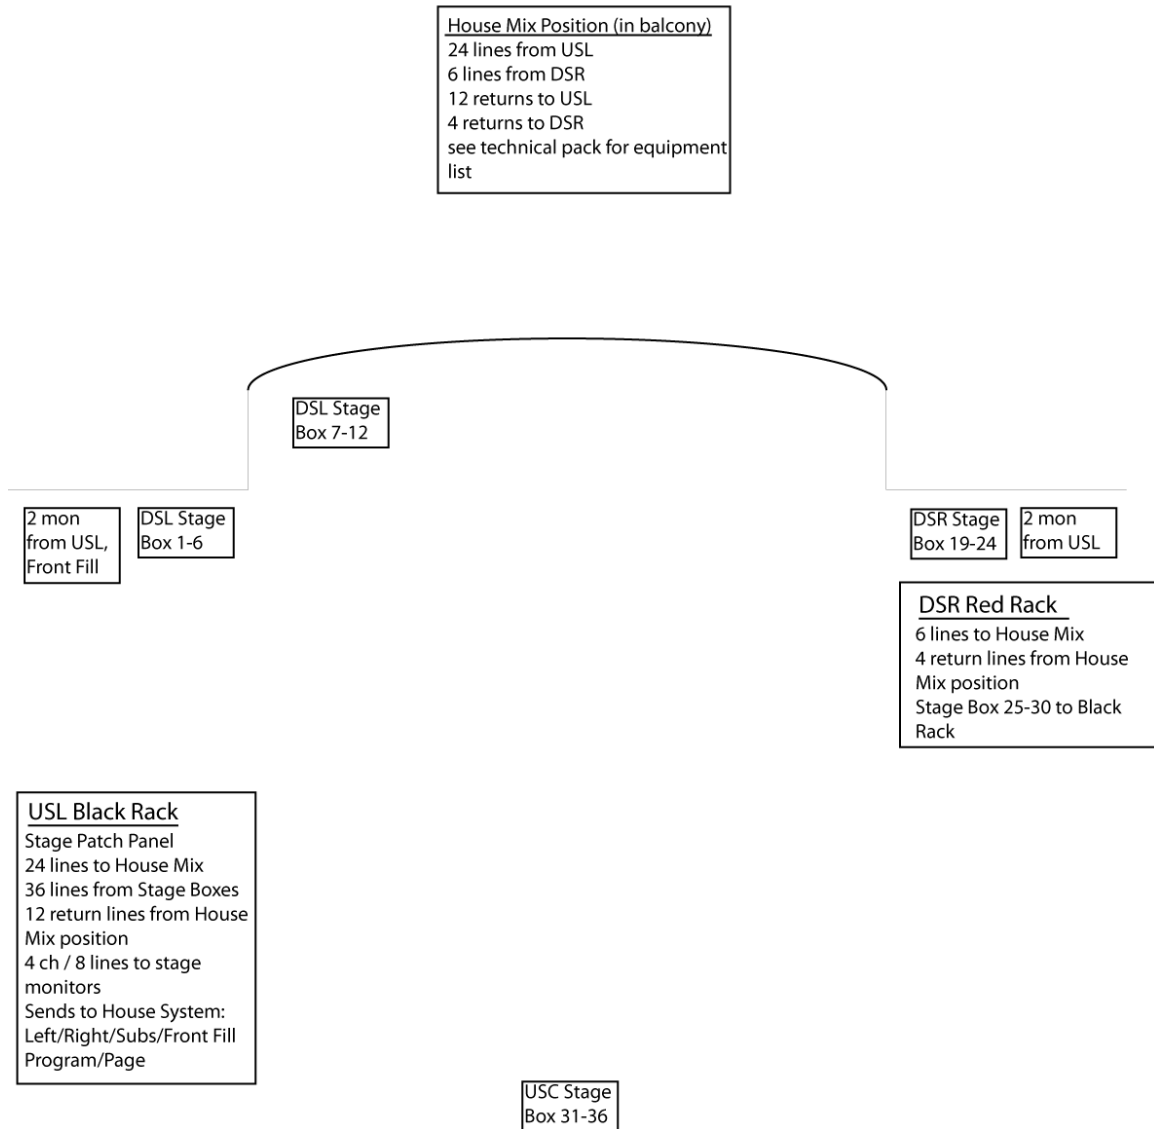 House Mix Position (in balcony)
24 lines from USL
6 lines from DSR
12 returns to USL
4 returns to DSR
see technical pack for equipment
list
DSL Stage
Box 7-12
2 mon
from USL,
Front Fill
DSL Stage
Box 1-6
DSR Stage
Box 19-24
2 mon
from USL
DSR Red Rack
6 lines to House Mix
4 return lines from House
Mix position
Stage Box 25-30 to Black
Rack
USL Black Rack
Stage Patch Panel
24 lines to House Mix
36 lines from Stage Boxes
12 return lines from House
Mix position
4 ch / 8 lines to stage
monitors
Sends to House System:
Left/Right/Subs/Front Fill
Program/Page
USC Stage
Box 31-36